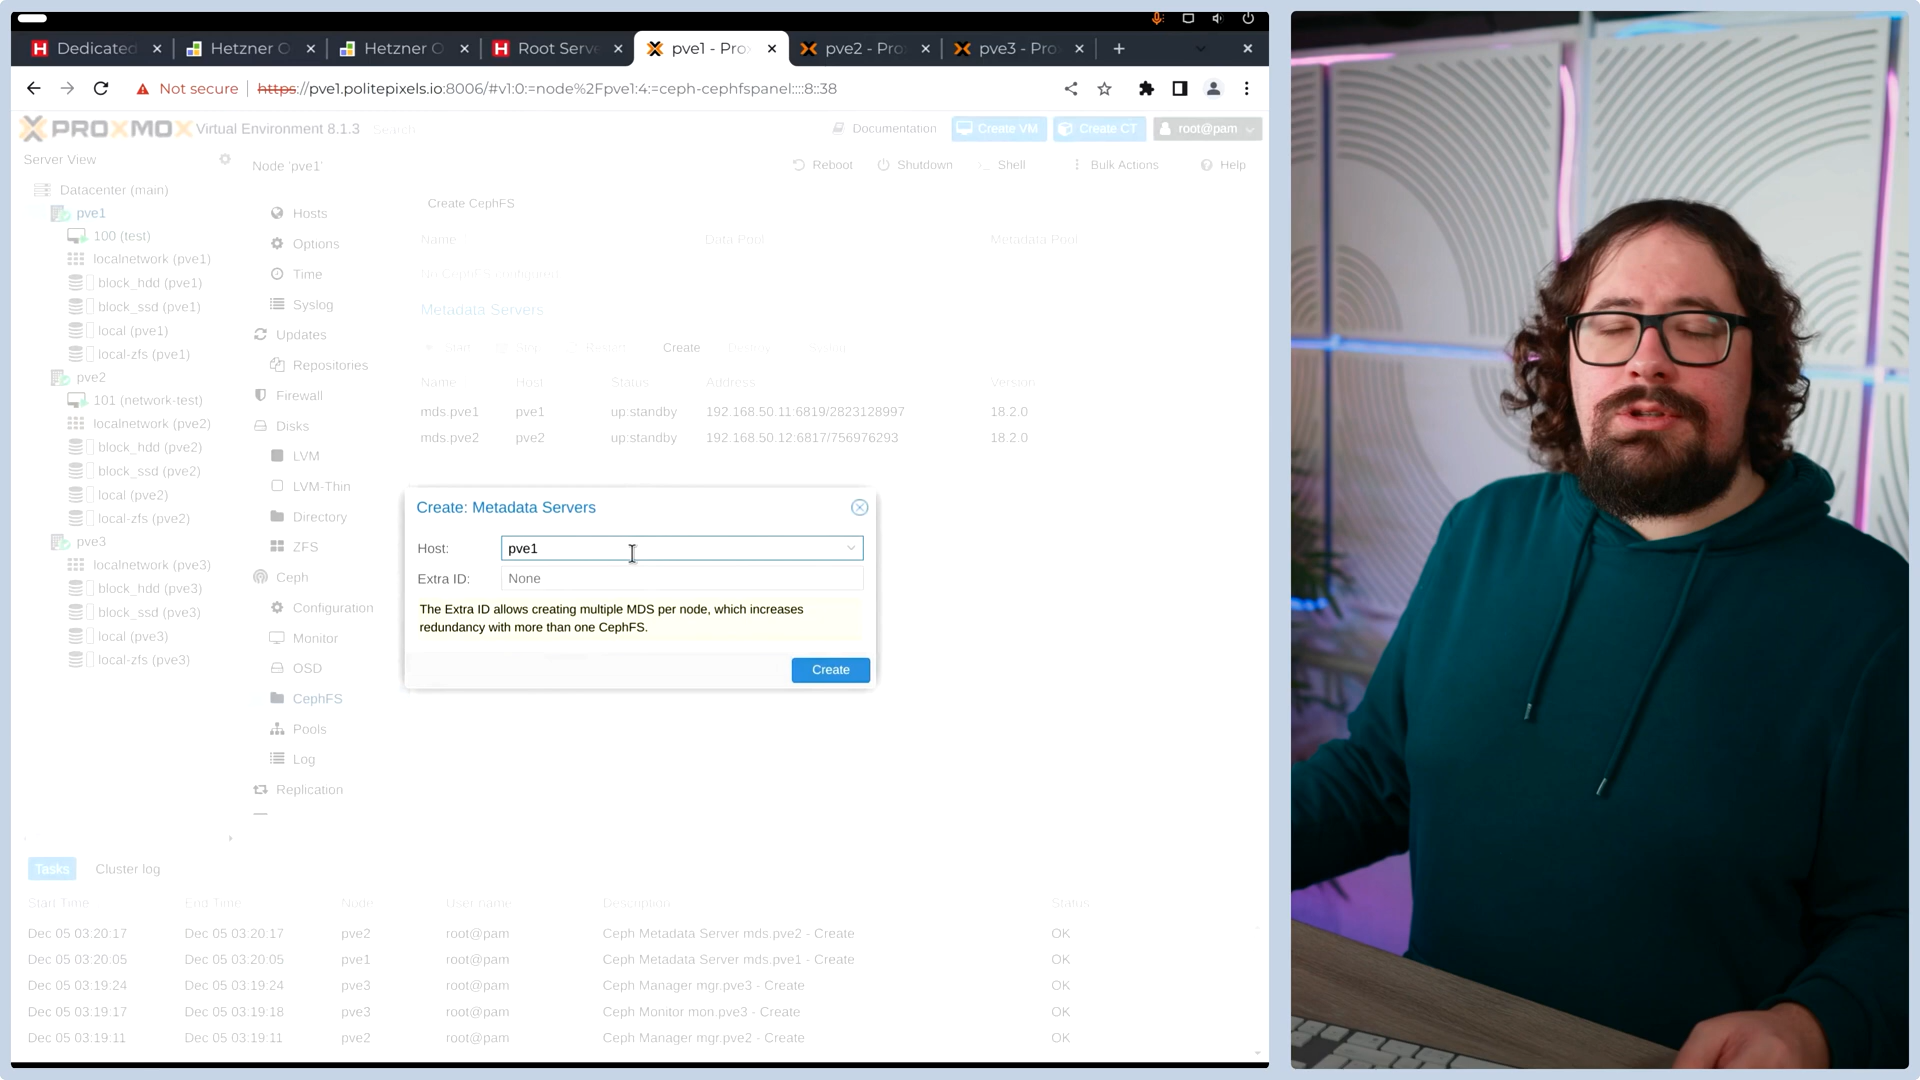 Dedicated
Hetzner O
Hetzner O
Root Serve
pve1 - Pro
pve2 - Pro
pve3 - Pro
Not secure
https://pve1.politepixels.io:8006/#v1:0:=node%2Fpve1:4:=ceph-cephfspanel::::8::38
PROXMOX Virtual Environment 8.1.3 Search
Documentation
Create VM
Create CT
root@pam
Server View
Node 'pve1'
Reboot
Shutdown
Shell
Bulk Actions
Help
Datacenter (main)
pve1
100 (test)
localnetwork (pve1)
block_hdd (pve1)
block_ssd (pve1)
local (pve1)
local-zfs (pve1)
pve2
101 (network-test)
localnetwork (pve2)
block_hdd (pve2)
block_ssd (pve2)
local (pve2)
local-zfs (pve2)
pve3
localnetwork (pve3)
block_hdd (pve3)
block_ssd (pve3)
local (pve3)
local-zfs (pve3)
Hosts
Options
Time
Syslog
Updates
Repositories
Firewall
Disks
LVM
LVM-Thin
Directory
ZFS
Ceph
Configuration
Monitor
OSD
CephFS
Pools
Log
Replication
Create CephFS
Name Data Pool Metadata Pool
No CephFS configured
Metadata Servers
Start Stop Restart Create Destroy Syslog
Name Host Status Address Version
mds.pve1 pve1 up:standby 192.168.50.11:6819/2823128997 18.2.0
mds.pve2 pve2 up:standby 192.168.50.12:6817/756976293 18.2.0
Create: Metadata Servers
Host: pve1
Extra ID: None
The Extra ID allows creating multiple MDS per node, which increases
redundancy with more than one CephFS.
Create
Tasks Cluster log
Start Time End Time Node User name Description Status
Dec 05 03:20:17 Dec 05 03:20:17 pve2 root@pam Ceph Metadata Server mds.pve2 - Create OK
Dec 05 03:20:05 Dec 05 03:20:05 pve1 root@pam Ceph Metadata Server mds.pve1 - Create OK
Dec 05 03:19:24 Dec 05 03:19:24 pve3 root@pam Ceph Manager mgr.pve3 - Create OK
Dec 05 03:19:17 Dec 05 03:19:18 pve3 root@pam Ceph Monitor mon.pve3 - Create OK
Dec 05 03:19:11 Dec 05 03:19:11 pve2 root@pam Ceph Manager mgr.pve2 - Create OK